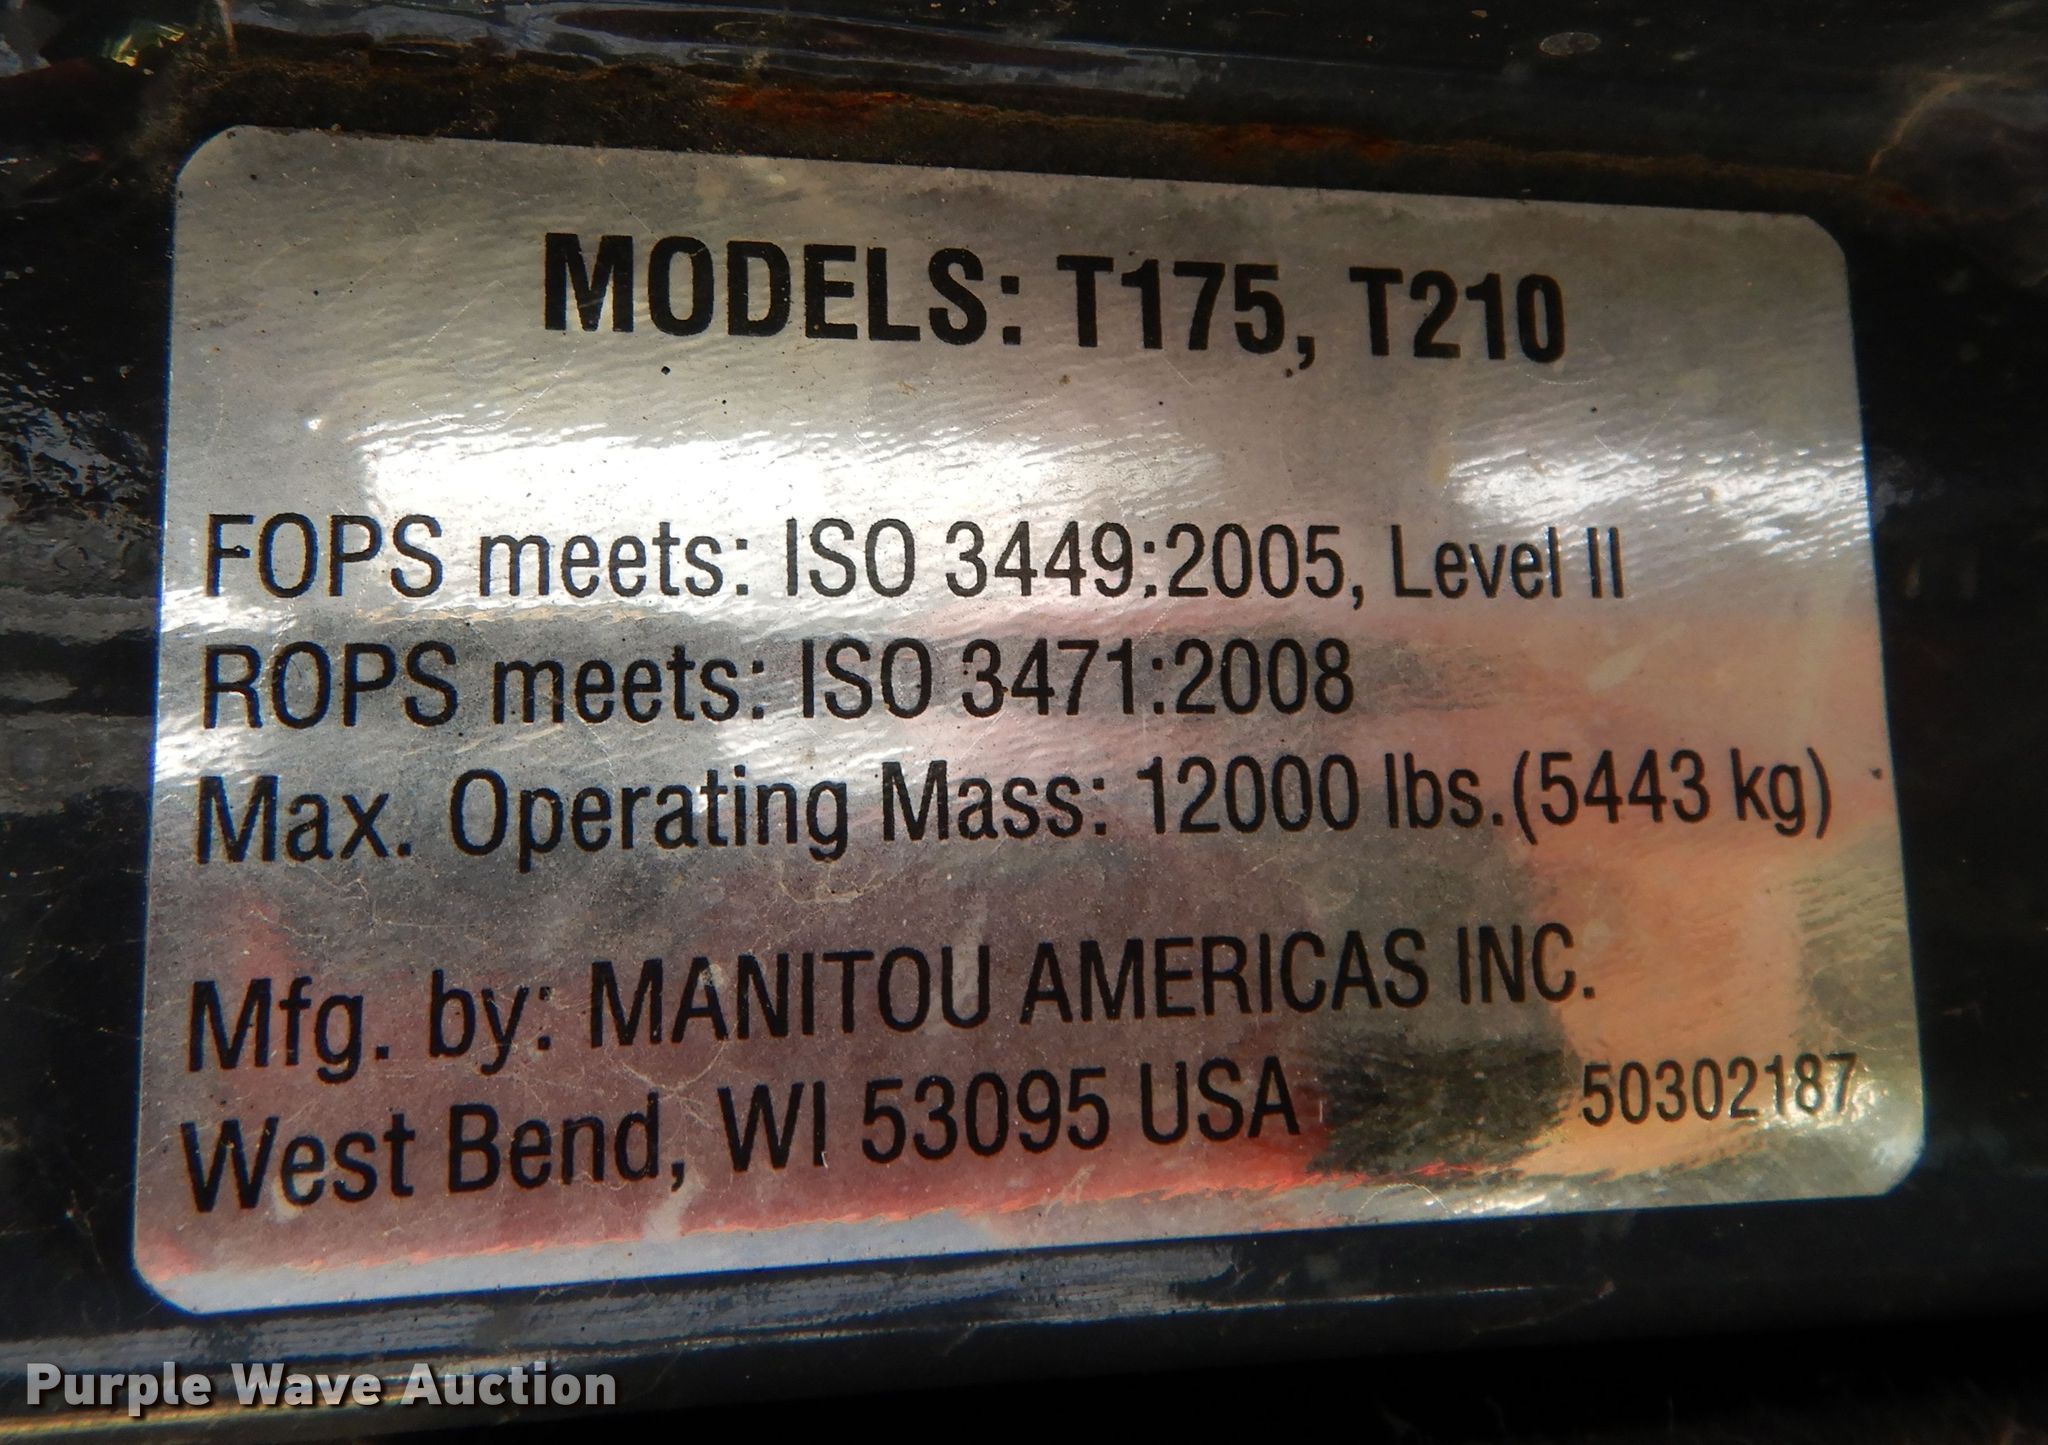 MODELS: T175, T210
FOPS meets: ISO 3449:2005, Level II
ROPS meets: ISO 3471:2008
Max. Operating Mass: 12000 lbs.(5443 kg)
Mfg. by: MANITOU AMERICAS INC.
West Bend, WI 53095 USA 50302187
Purple Wave Auction